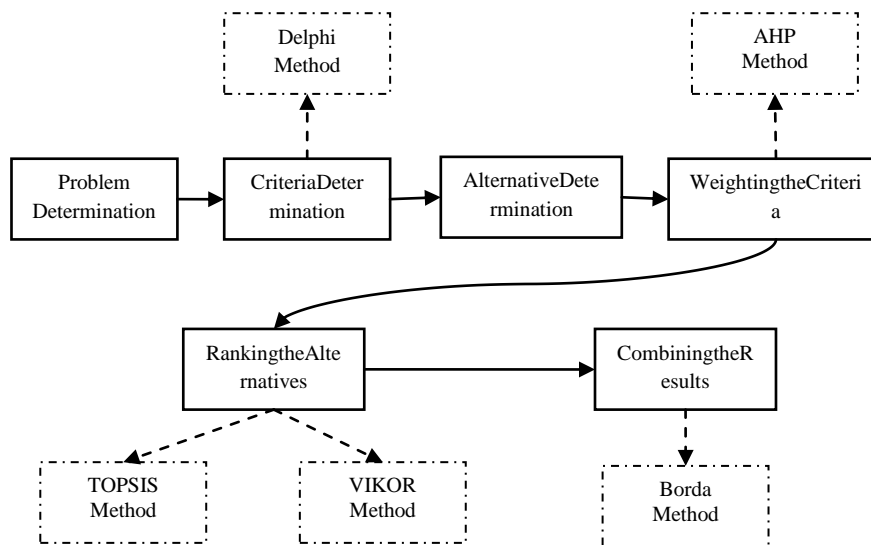 Delphi
Method
AHP
Method
Problem
Determination
CriteriaDeter
mination
AlternativeDete
rmination
WeightingtheCriteri
a
RankingtheAlte
rnatives
CombiningtheR
esults
TOPSIS
Method
VIKOR
Method
Borda
Method